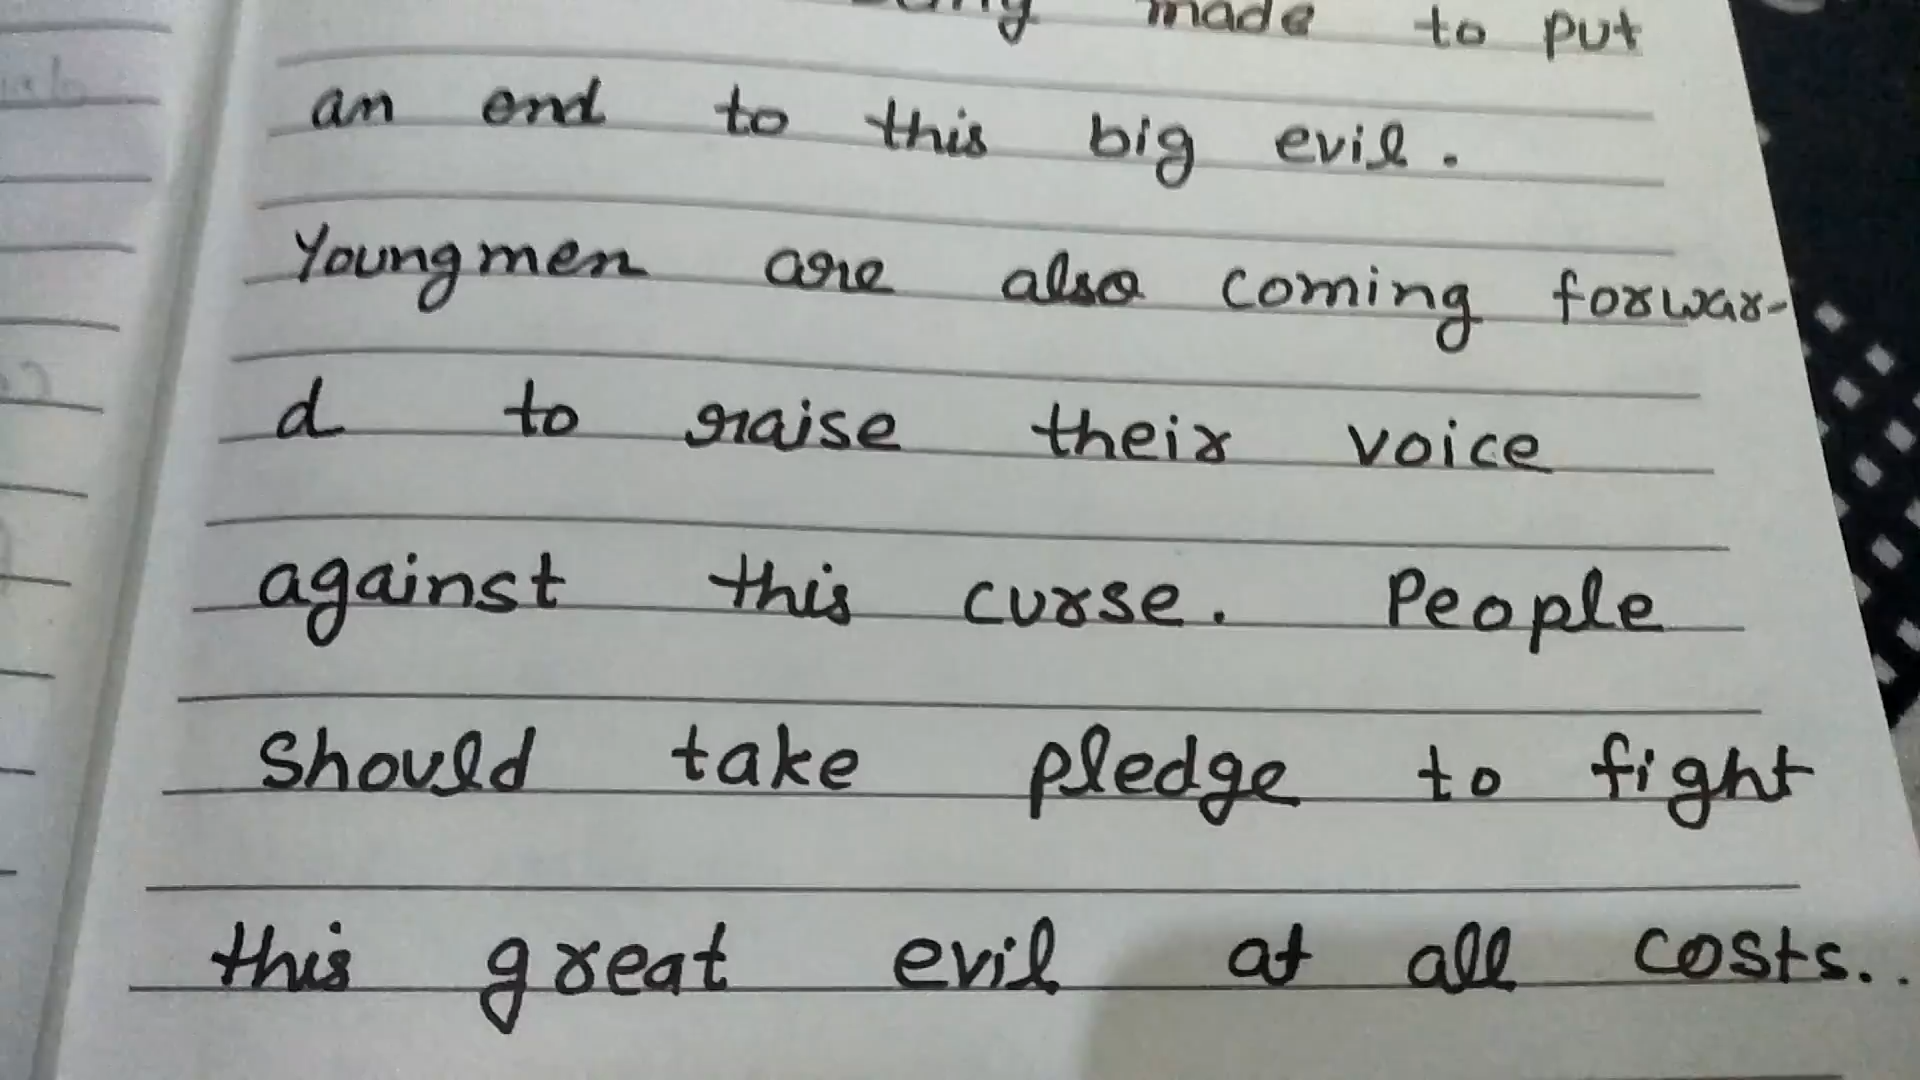 made to put
an end to this big evil.
Youngmen are also coming forwar-
d to raise their voice
against this curse. People
should take pledge to fight
this great evil at all costs..